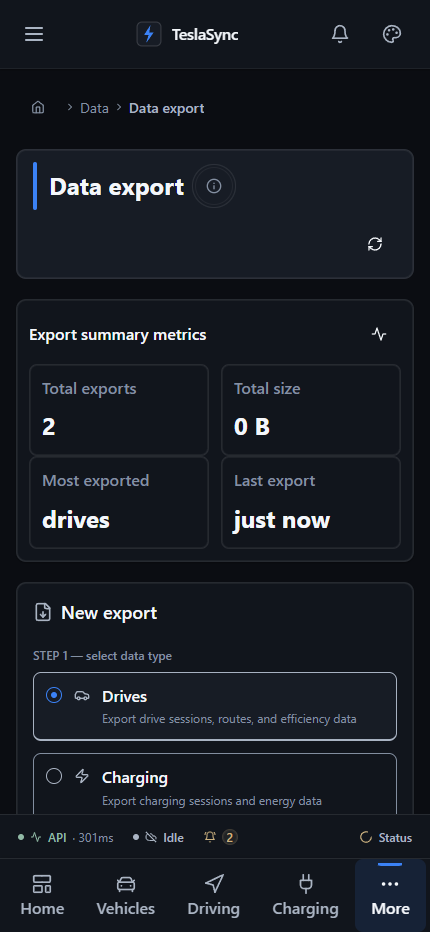 TeslaSync
Data
Data export
Data export
Export summary metrics
Total exports
2
Total size
0 B
Most exported
drives
Last export
just now
New export
STEP 1 — select data type
Drives
Export drive sessions, routes, and efficiency data
Charging
Export charging sessions and energy data
API · 301ms
Idle
2
Status
Home
Vehicles
Driving
Charging
More